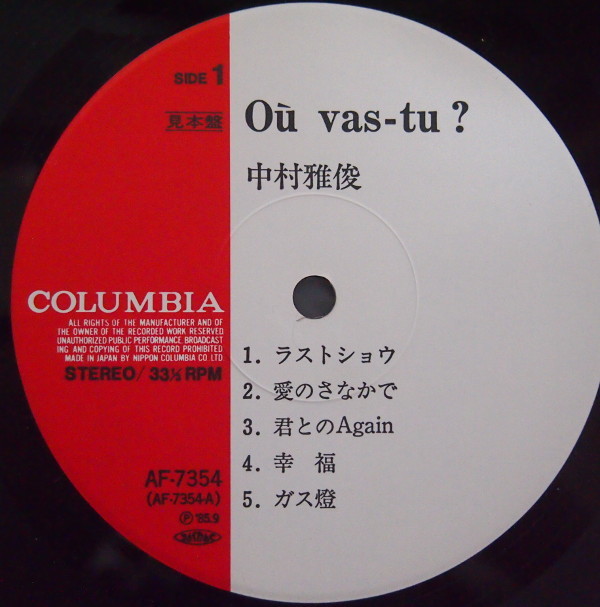 SIDE 1
見本盤
Où vas-tu?
中村雅俊
COLUMBIA
ALL RIGHTS OF THE MANUFACTURER AND OF
THE OWNER OF THE RECORDED WORK RESERVED
UNAUTHORIZED PUBLIC PERFORMANCE, BROADCAST
ING AND COPYING OF THIS RECORD PROHIBITED
MADE IN JAPAN BY NIPPON COLUMBIA CO. LTD
STEREO/33⅓ RPM
1. ラストショウ
2. 愛のさなかで
3. 君とのAgain
4. 幸 福
5. ガス燈
AF-7354
(AF-7354-A)
Ⓟ '85.9